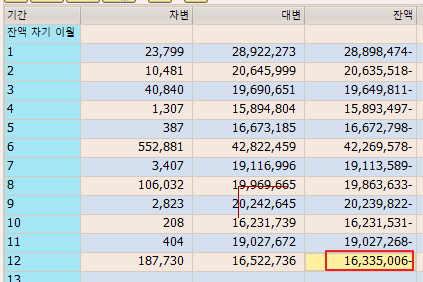 기간 차변 대변 잔액
잔액 차기 이월
1 23,799 28,922,273 28,898,474-
2 10,481 20,645,999 20,635,518-
3 40,840 19,690,651 19,649,811-
4 1,307 15,894,804 15,893,497-
5 387 16,673,185 16,672,798-
6 552,881 42,822,459 42,269,578-
7 3,407 19,116,996 19,113,589-
8 106,032 19,969,665 19,863,633-
9 2,823 20,242,645 20,239,822-
10 208 16,231,739 16,231,531-
11 404 19,027,672 19,027,268-
12 187,730 16,522,736 16,335,006-
13